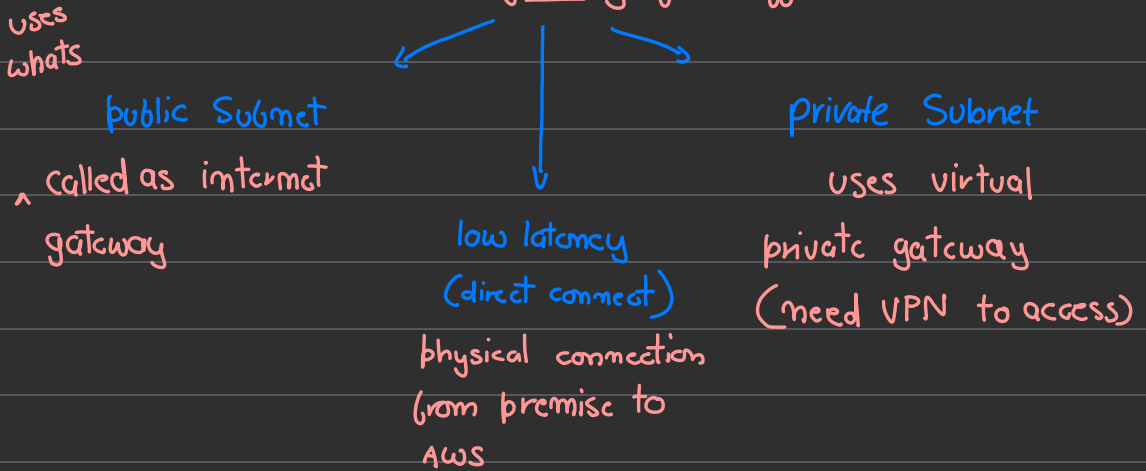 uses
whats
public Subnet
^ called as internet
gateway
low latency
(direct connect)
physical connection
from premise to
AWS
private Subnet
uses virtual
private gateway
(need VPN to access)